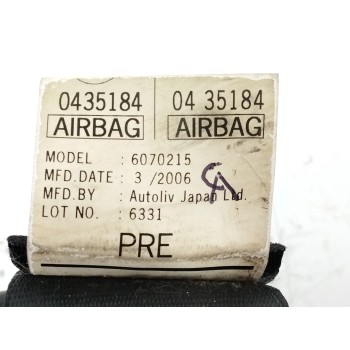 0435184 04 35184
AIRBAG AIRBAG
MODEL : 6070215
MFD.DATE : 3 /2006
MFD.BY : Autoliv Japan Ltd.
LOT NO. : 6331
PRE